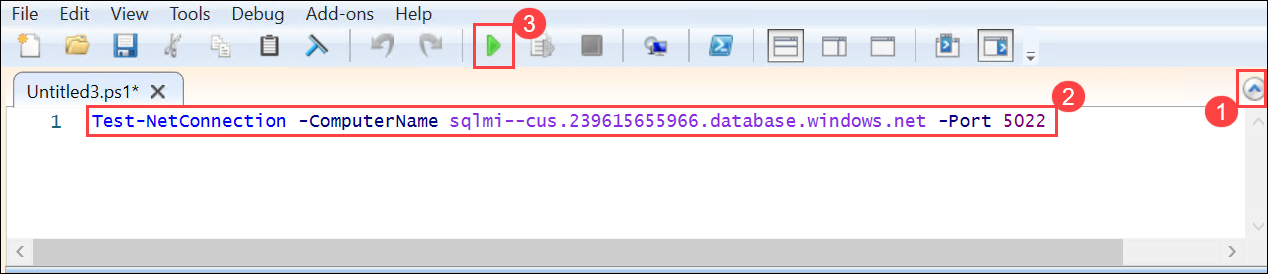 File Edit View Tools Debug Add-ons Help
3
Untitled3.ps1*
1
2
1 Test-NetConnection -ComputerName sqlmi--cus.239615655966.database.windows.net -Port 5022